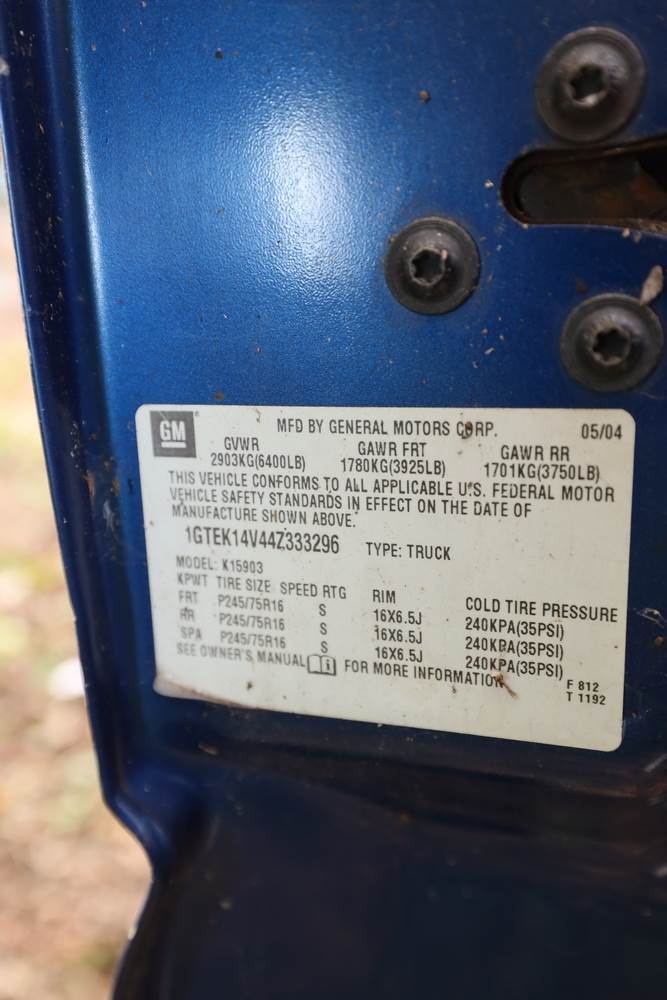 GM
MFD BY GENERAL MOTORS CORP. 05/04
GVWR GAWR FRT GAWR RR
2903KG(6400LB) 1780KG(3925LB) 1701KG(3750LB)
THIS VEHICLE CONFORMS TO ALL APPLICABLE U.S. FEDERAL MOTOR
VEHICLE SAFETY STANDARDS IN EFFECT ON THE DATE OF
MANUFACTURE SHOWN ABOVE.
1GTEK14V44Z333296 TYPE: TRUCK
MODEL: K15903
KPWT TIRE SIZE SPEED RTG RIM COLD TIRE PRESSURE
FRT P245/75R16 S 16X6.5J 240KPA(35PSI)
RR P245/75R16 S 16X6.5J 240KPA(35PSI)
SPA P245/75R16 S 16X6.5J 240KPA(35PSI)
SEE OWNER'S MANUAL i FOR MORE INFORMATION
F 812
T 1192